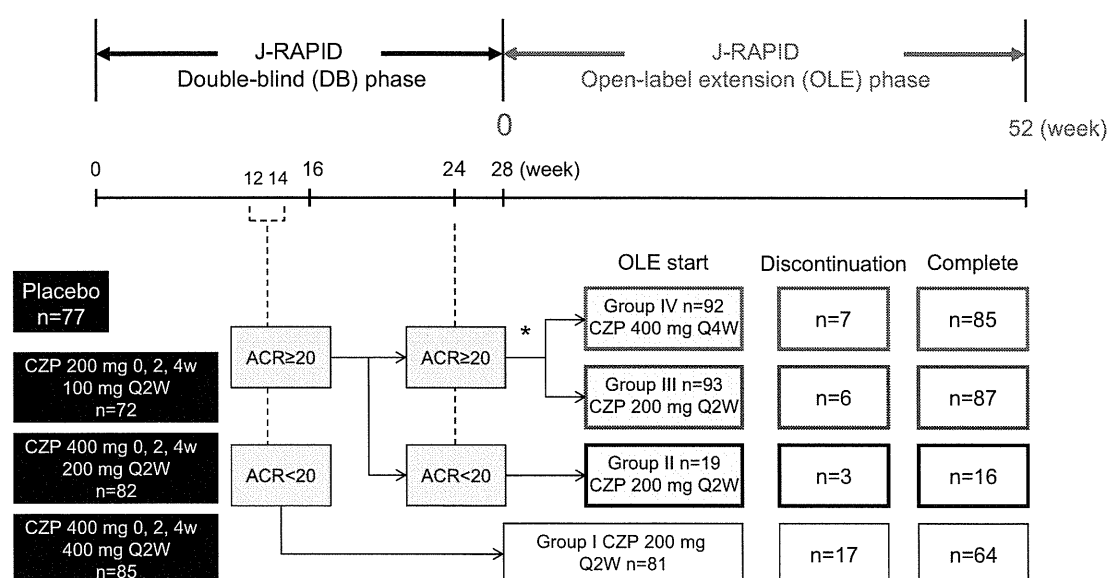 J-RAPID
Double-blind (DB) phase
J-RAPID
Open-label extension (OLE) phase
0
52 (week)
0
12 14
16
24
28 (week)
OLE start
Discontinuation
Complete
Placebo
n=77
CZP 200 mg 0, 2, 4w
100 mg Q2W
n=72
CZP 400 mg 0, 2, 4w
200 mg Q2W
n=82
CZP 400 mg 0, 2, 4w
400 mg Q2W
n=85
ACR≥20
ACR<20
ACR≥20
ACR<20
*
Group IV n=92
CZP 400 mg Q4W
n=7
n=85
Group III n=93
CZP 200 mg Q2W
n=6
n=87
Group II n=19
CZP 200 mg Q2W
n=3
n=16
Group I CZP 200 mg
Q2W n=81
n=17
n=64